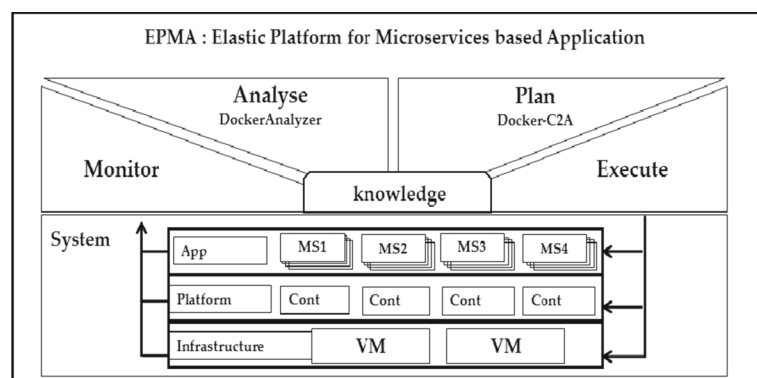 EPMA : Elastic Platform for Microservices based Application
Analyse
DockerAnalyzer
Plan
Docker-C2A
Monitor
Execute
knowledge
System
App
MS1
MS2
MS3
MS4
Platform
Cont
Cont
Cont
Cont
Infrastructure
VM
VM